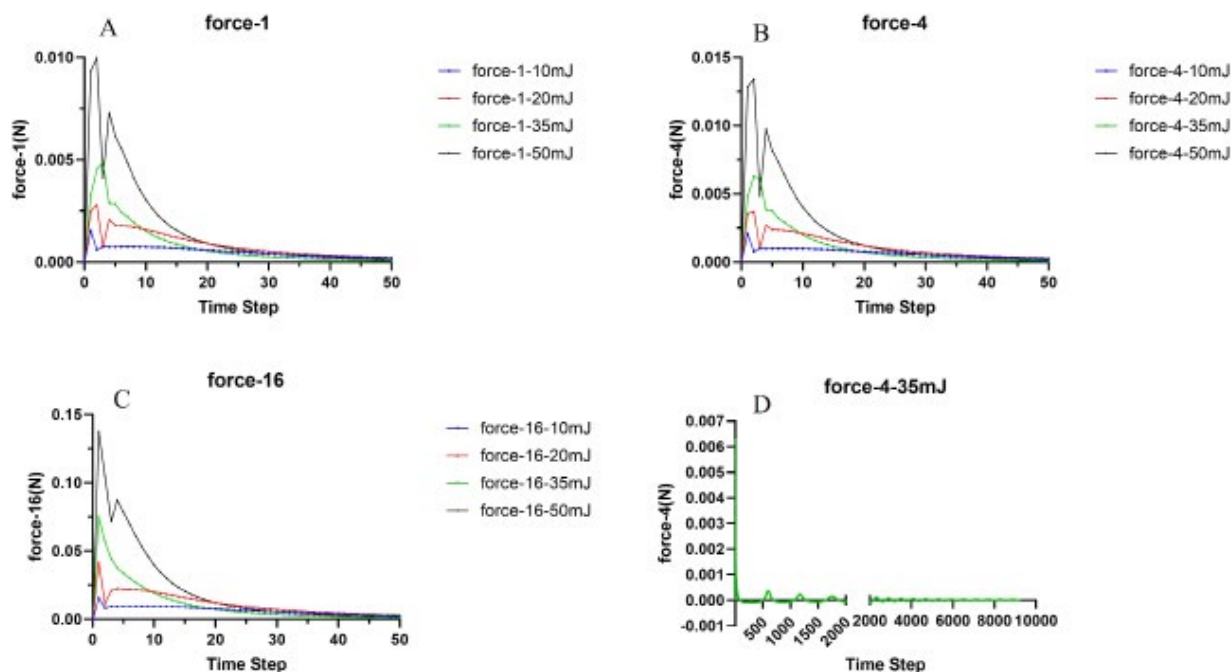 A
force-1
force-1(N)
0.010
0.005
0.000
0
10
20
30
40
50
Time Step
force-1-10mJ
force-1-20mJ
force-1-35mJ
force-1-50mJ
B
force-4
force-4(N)
0.015
0.010
0.005
0.000
0
10
20
30
40
50
Time Step
force-4-10mJ
force-4-20mJ
force-4-35mJ
force-4-50mJ
C
force-16
force-16(N)
0.15
0.10
0.05
0.00
0
10
20
30
40
50
Time Step
force-16-10mJ
force-16-20mJ
force-16-35mJ
force-16-50mJ
D
force-4-35mJ
force-4(N)
0.007
0.006
0.005
0.004
0.003
0.002
0.001
0.000
-0.001
500
1000
1500
2000
2000
4000
6000
8000
10000
Time Step